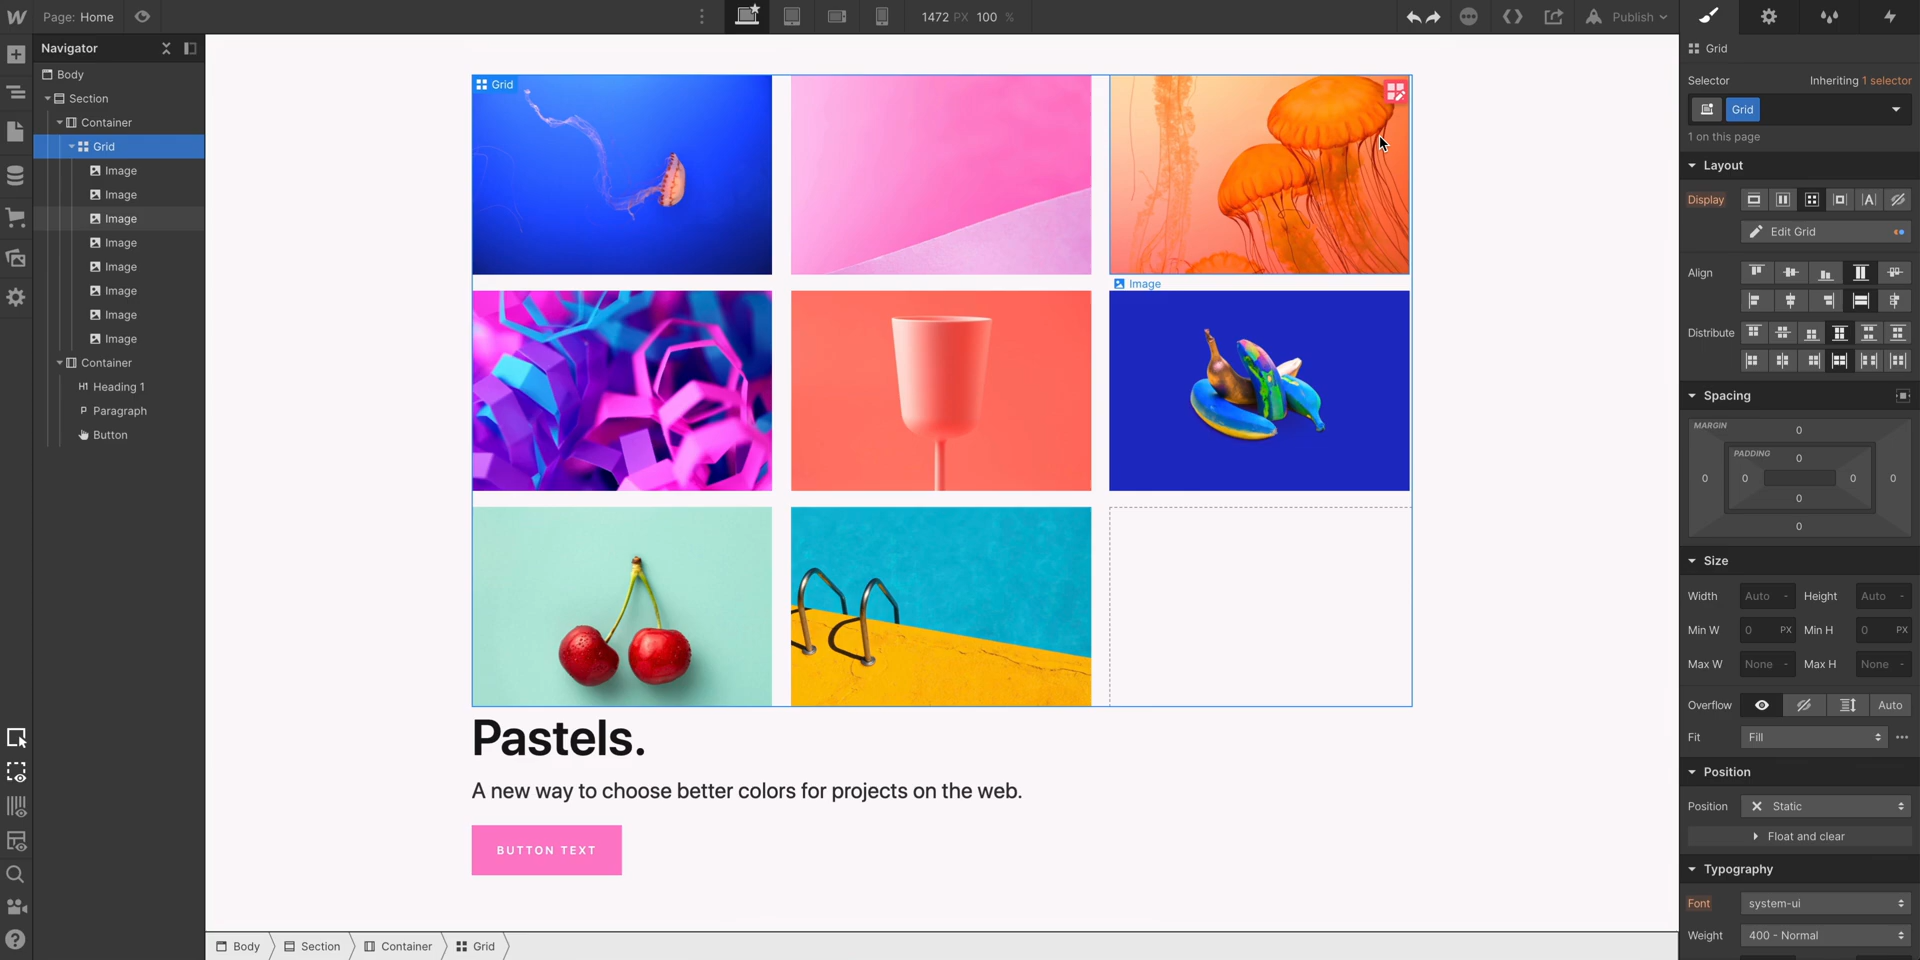 Page: Home
1472 PX 100 %
Publish
Navigator
Body
Section
Container
Grid
Image
Image
Image
Image
Image
Image
Image
Image
Container
H1 Heading 1
P Paragraph
Button
Grid
Image
Pastels.
A new way to choose better colors for projects on the web.
BUTTON TEXT
Body
Section
Container
Grid
Grid
Selector
Inheriting 1 selector
Grid
1 on this page
Layout
Display
Edit Grid
Align
Distribute
Spacing
MARGIN
0
PADDING
0
0 0 0 0
0
0
Size
Width Auto - Height Auto -
Min W 0 PX Min H 0 PX
Max W None - Max H None -
Overflow Auto
Fit Fill
Position
Position Static
Float and clear
Typography
Font system-ui
Weight 400 - Normal